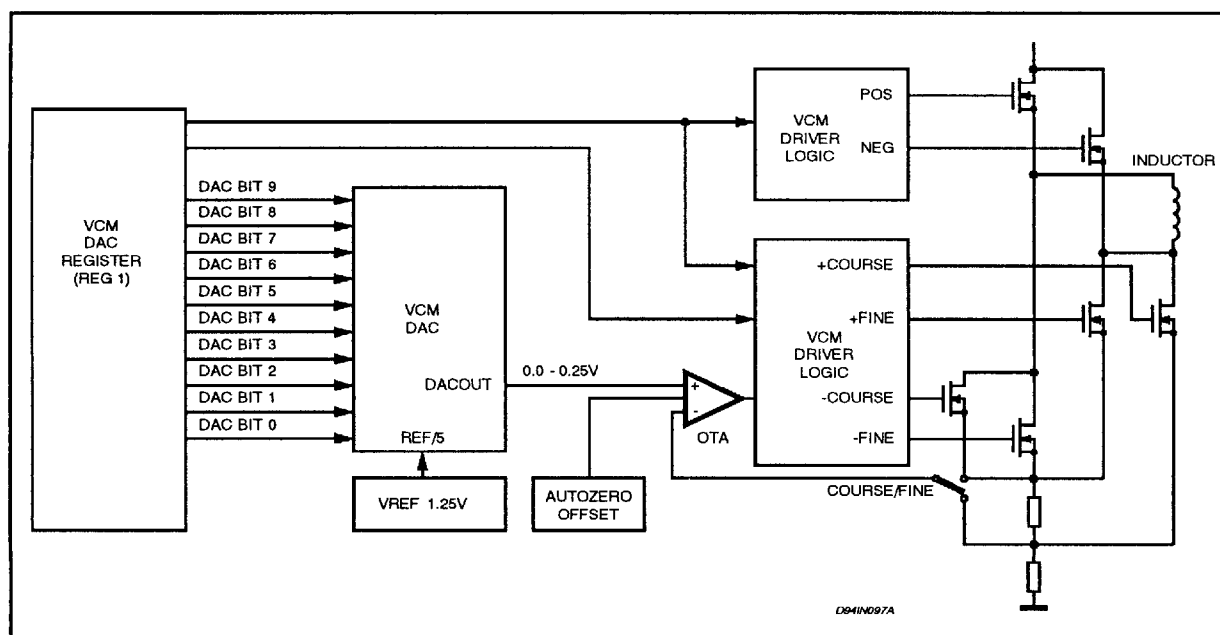 VCM
DAC
REGISTER
(REG 1)
DAC BIT 9
DAC BIT 8
DAC BIT 7
DAC BIT 6
DAC BIT 5
DAC BIT 4
DAC BIT 3
DAC BIT 2
DAC BIT 1
DAC BIT 0
VCM
DAC
DACOUT
REF/5
VREF 1.25V
0.0 - 0.25V
AUTOZERO
OFFSET
+
-
OTA
VCM
DRIVER
LOGIC
POS
NEG
VCM
DRIVER
LOGIC
+COURSE
+FINE
-COURSE
-FINE
COURSE/FINE
INDUCTOR
D94IN097A